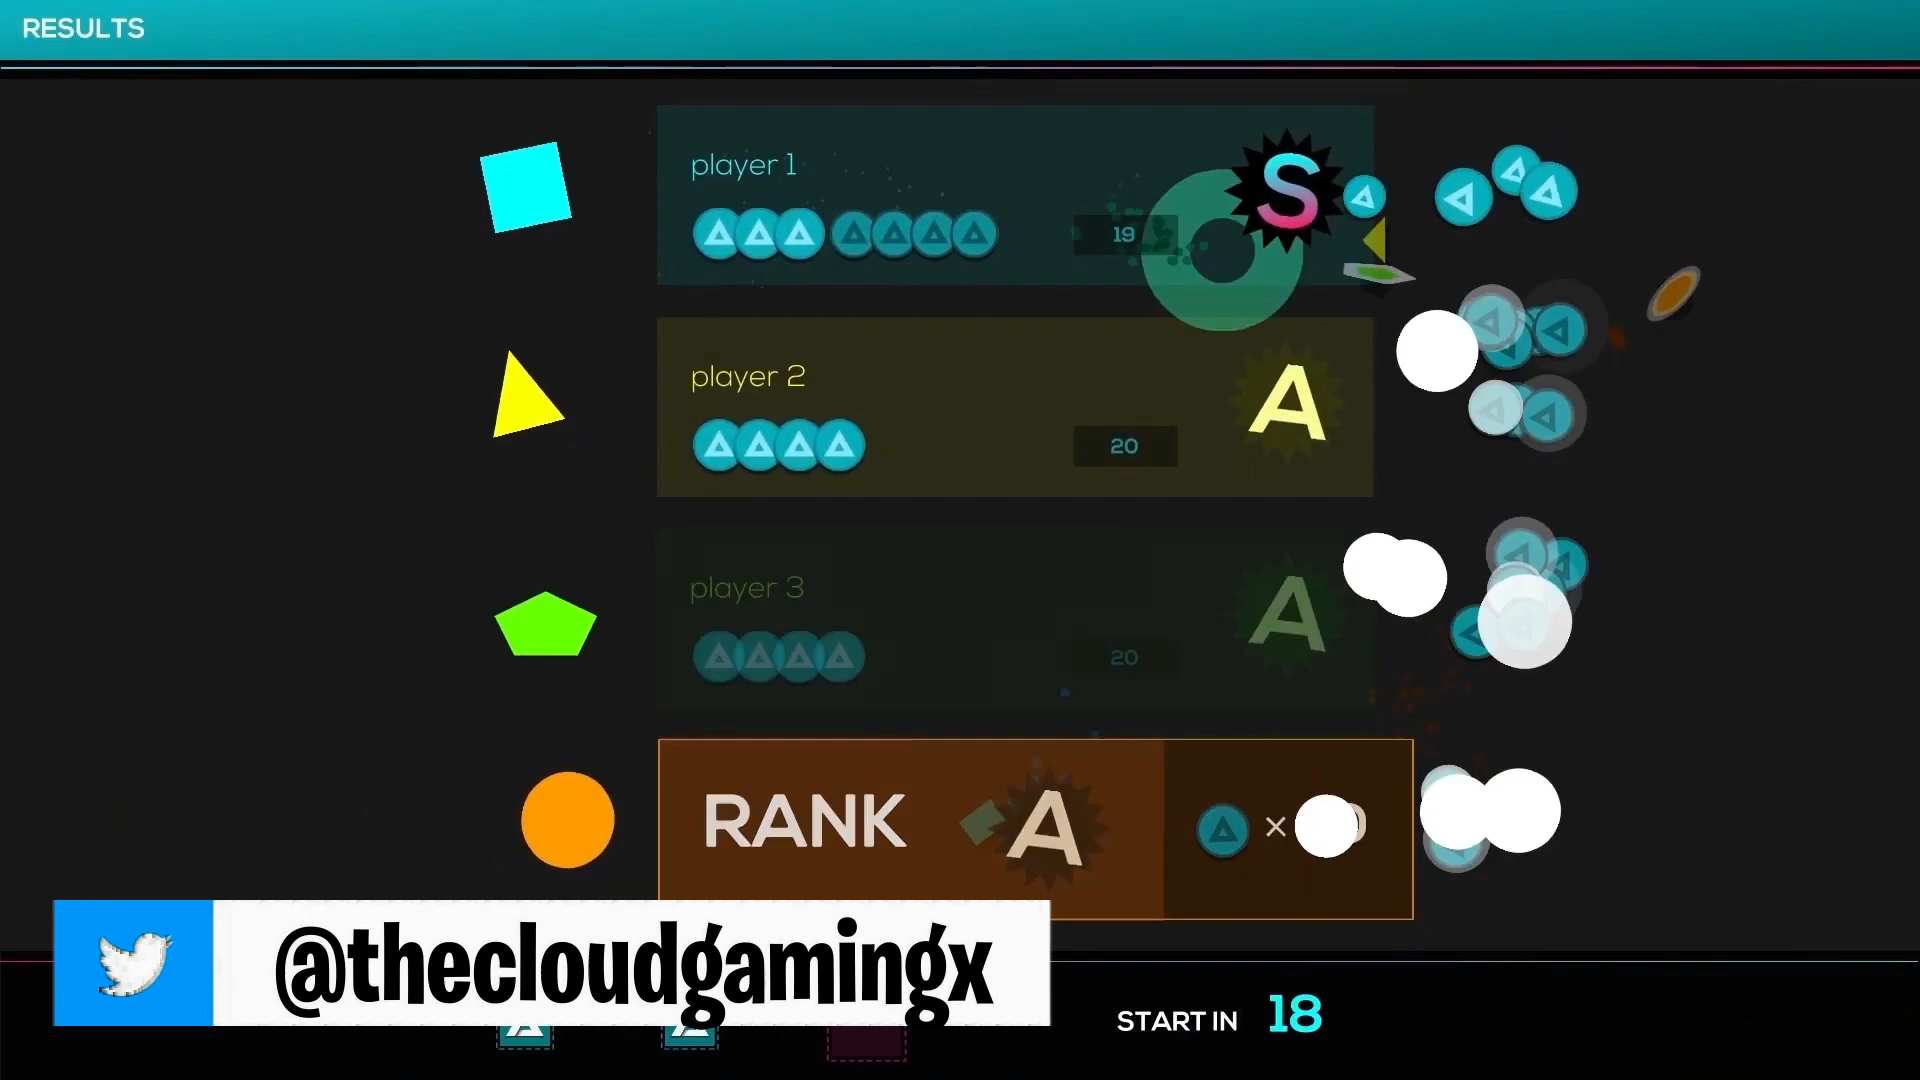 RESULTS
player 1
19
S
player 2
20
A
player 3
20
A
RANK
A
×
@thecloudgamingx
START IN 18